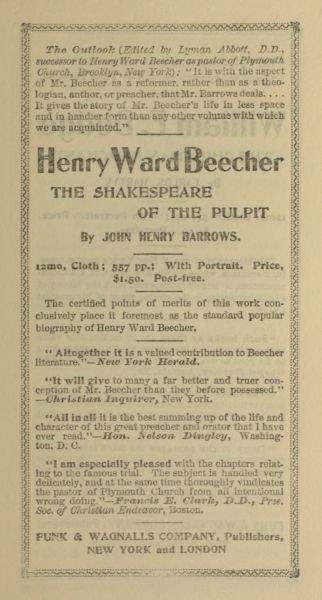 The Outlook (Edited by Lyman Abbott, D.D.,
successor to Henry Ward Beecher as pastor of Plymouth
Church, Brooklyn, New York): "It is with the aspect
of Mr. Beecher as a reformer, rather than as a theo-
logian, author, or preacher, that Mr. Barrows deals. . . .
It gives the story of Mr. Beecher's life in less space
and in handier form than any other volume with which
we are acquainted."
Henry Ward Beecher
THE SHAKESPEARE
OF THE PULPIT
By JOHN HENRY BARROWS.
12mo, Cloth; 557 pp.; With Portrait. Price,
$1.50. Post-free.
The certified points of merits of this work con-
clusively place it foremost as the standard popular
biography of Henry Ward Beecher.
"Altogether it is a valued contribution to Beecher
literature."—New York Herald.
"It will give to many a far better and truer con-
ception of Mr. Beecher than they before possessed."
—Christian Inquirer, New York.
"All in all it is the best summing up of the life and
character of this great preacher and orator that I have
ever read."—Hon. Nelson Dingley, Washing-
ton, D. C.
"I am especially pleased with the chapters relat-
ing to the famous trial. The subject is handled very
delicately, and at the same time thoroughly vindicates
the pastor of Plymouth Church from all intentional
wrong doing."—Francis E. Clark, D.D., Pres.
Soc. of Christian Endeavor, Boston.
FUNK & WAGNALLS COMPANY, Publishers,
NEW YORK and LONDON